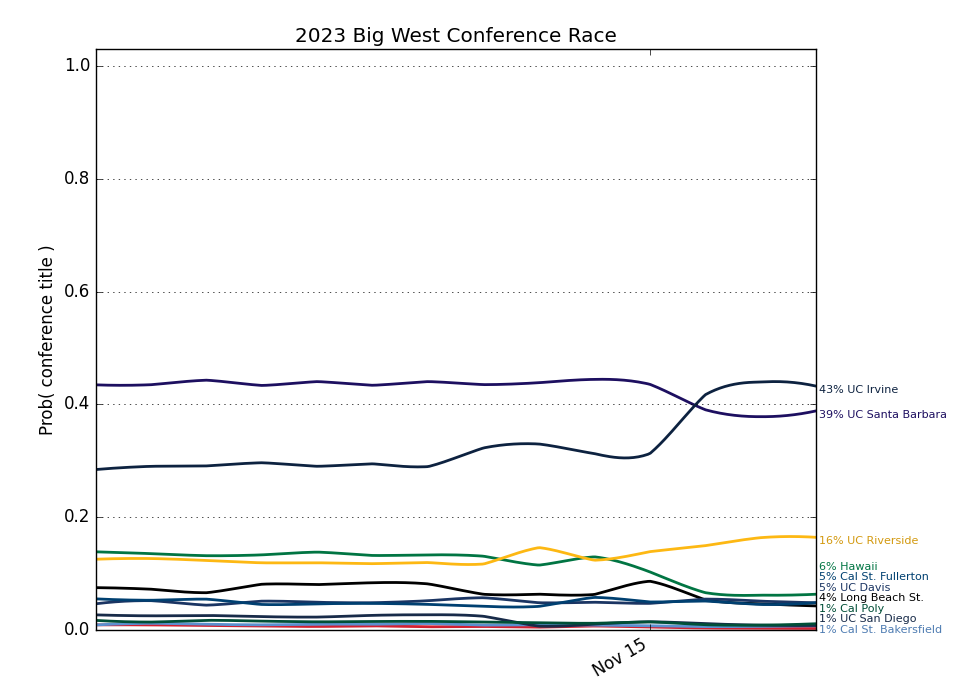 2023 Big West Conference Race
Prob( conference title )
1.0
0.8
0.6
0.4
0.2
0.0
Nov 15
43% UC Irvine
39% UC Santa Barbara
16% UC Riverside
6% Hawaii
5% Cal St. Fullerton
5% UC Davis
4% Long Beach St.
1% Cal Poly
1% UC San Diego
1% Cal St. Bakersfield